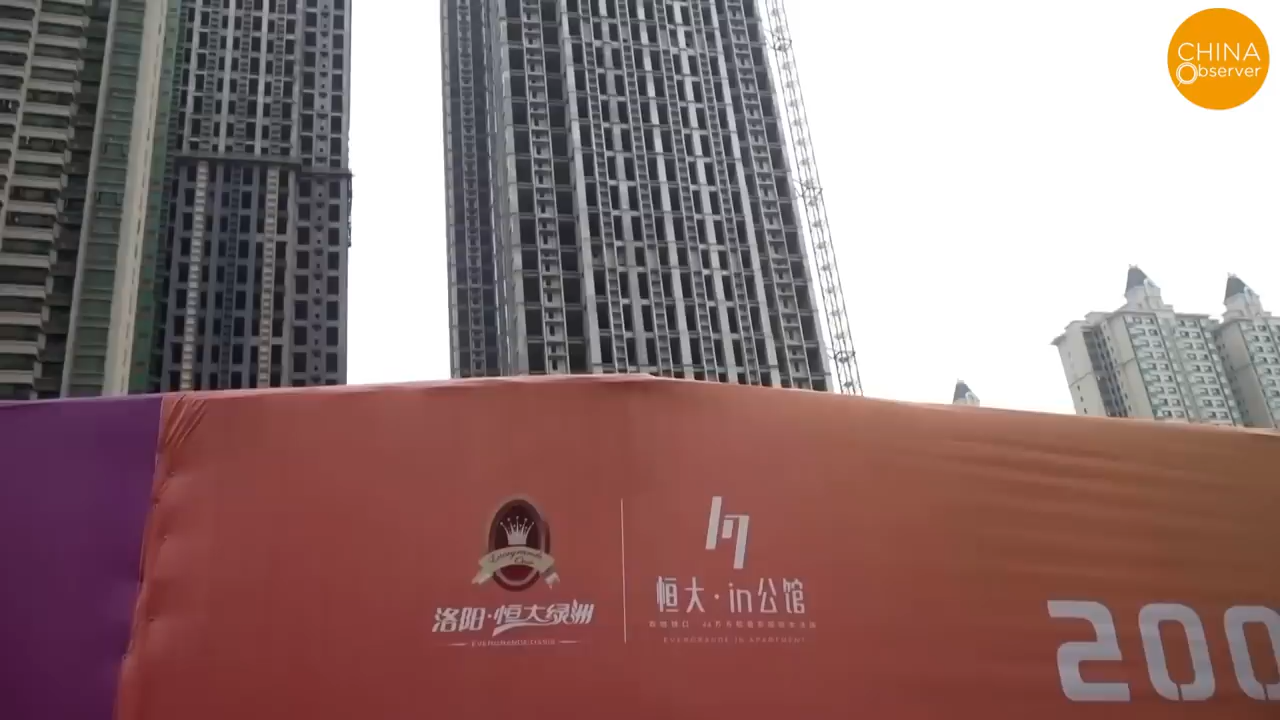 CHINA
Observer
洛阳·恒大绿洲
EVERGRANDE OASIS
恒大·in公馆
EVERGRANDE IN APARTMENT
200